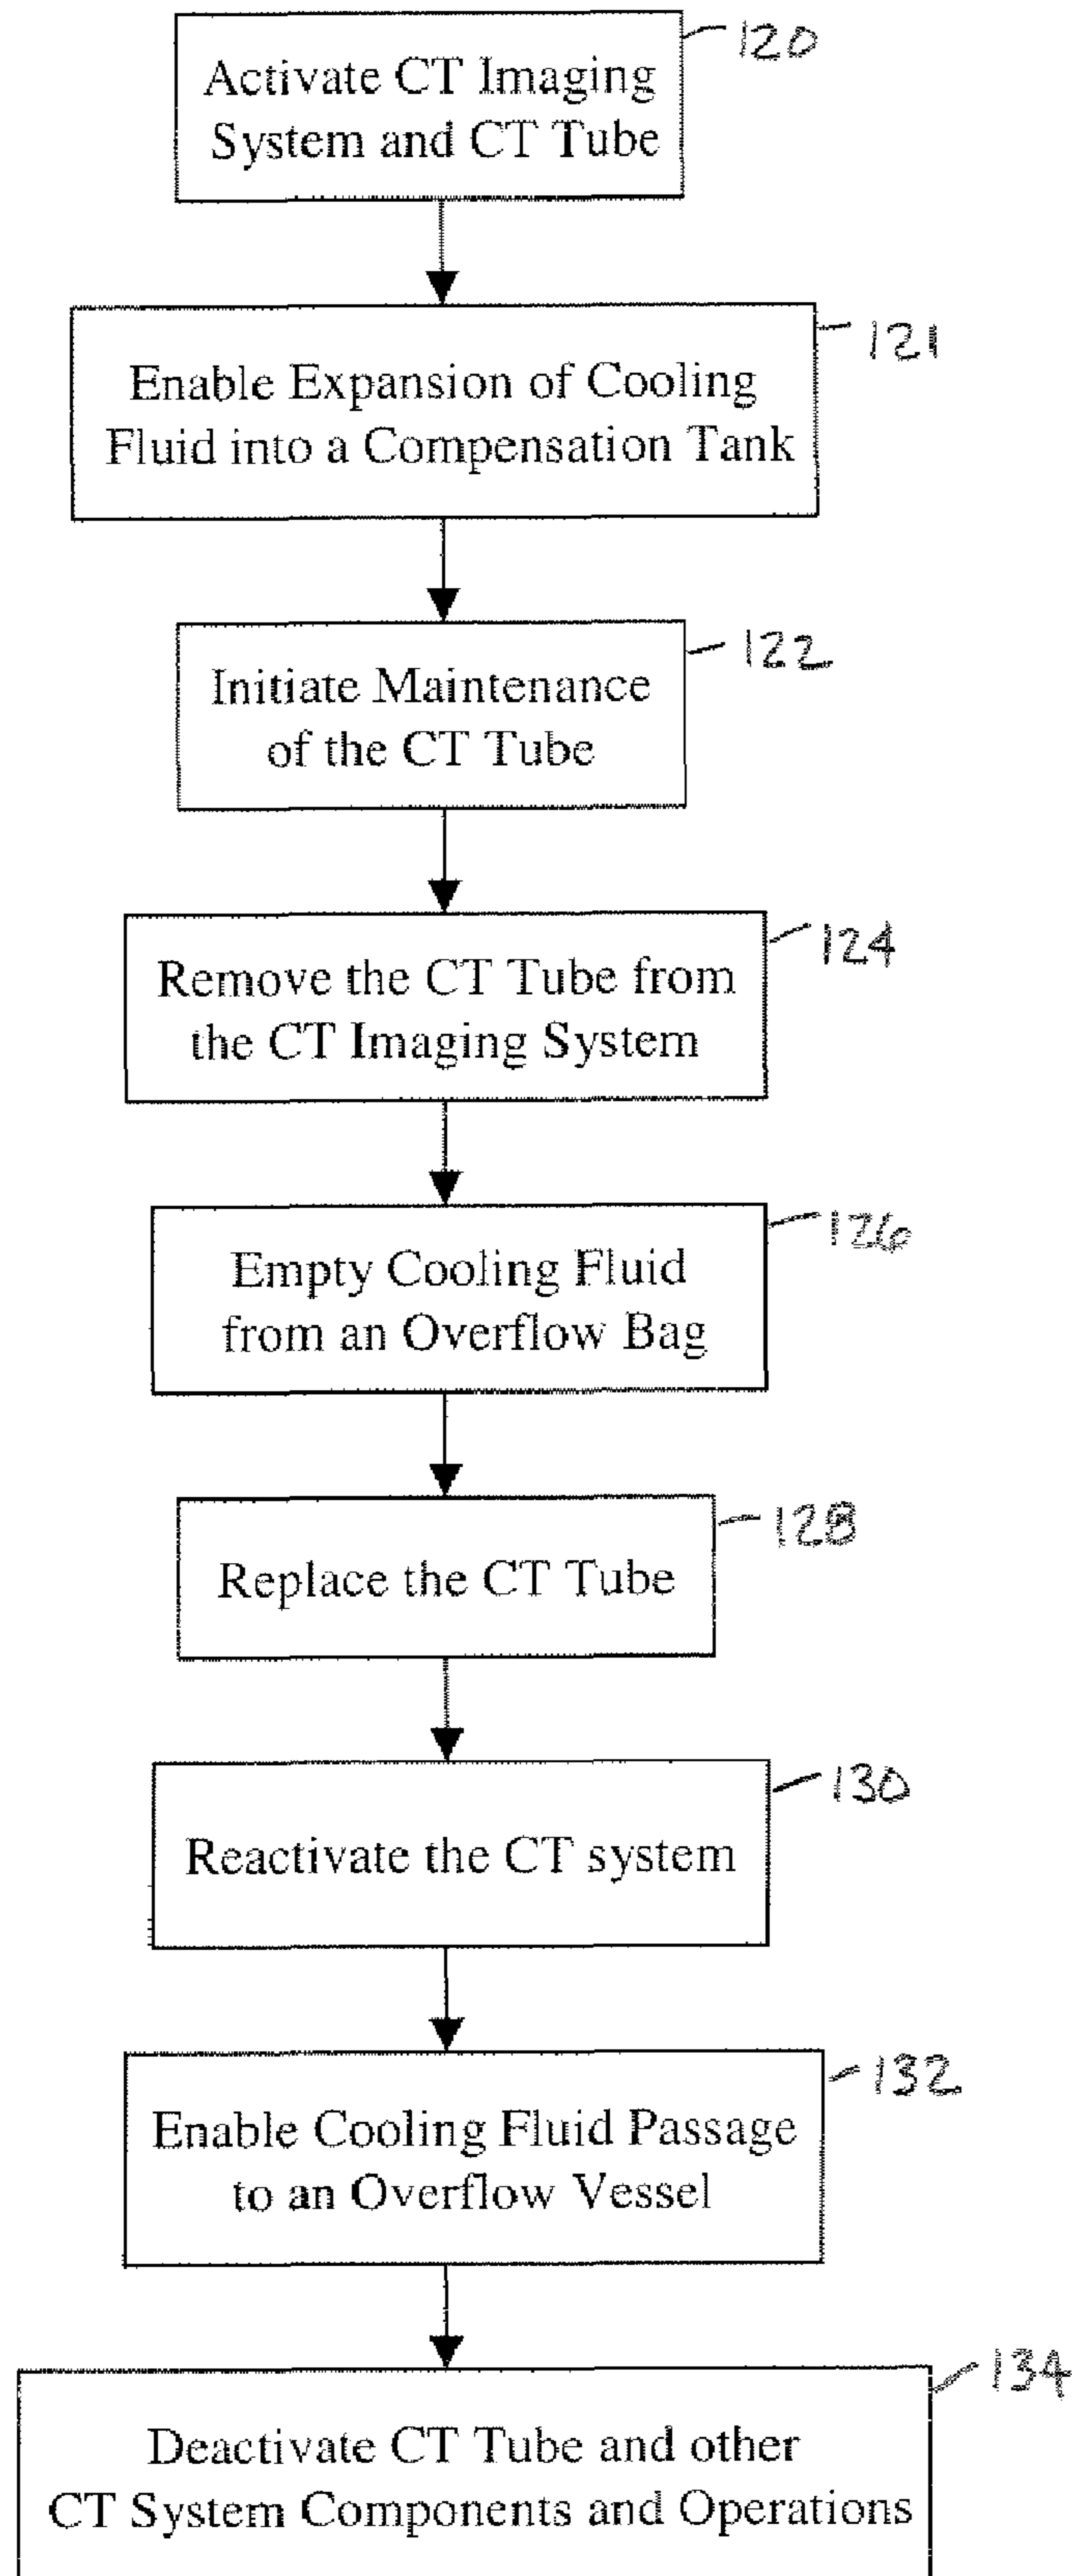 120
Activate CT Imaging
System and CT Tube
121
Enable Expansion of Cooling
Fluid into a Compensation Tank
122
Initiate Maintenance
of the CT Tube
124
Remove the CT Tube from
the CT Imaging System
126
Empty Cooling Fluid
from an Overflow Bag
128
Replace the CT Tube
130
Reactivate the CT system
132
Enable Cooling Fluid Passage
to an Overflow Vessel
134
Deactivate CT Tube and other
CT System Components and Operations